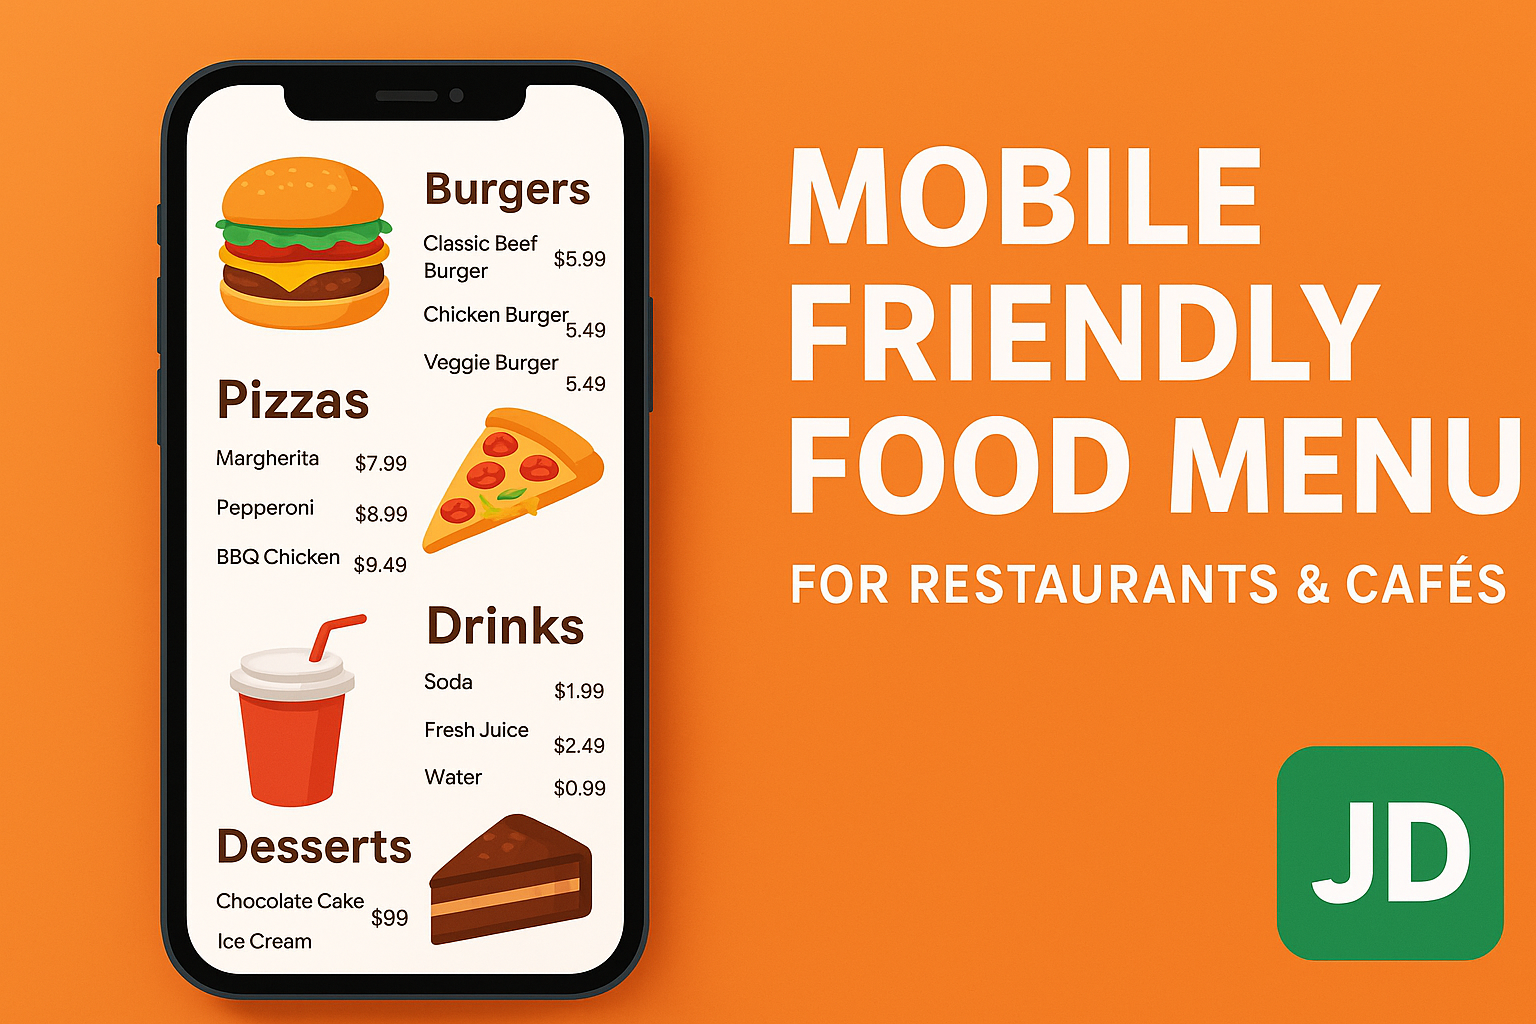 Burgers
Classic Beef
Burger $5.99
Chicken Burger 5.49
Veggie Burger 5.49
Pizzas
Margherita $7.99
Pepperoni $8.99
BBQ Chicken $9.49
Drinks
Soda $1.99
Fresh Juice $2.49
Water $0.99
Desserts
Chocolate Cake $99
Ice Cream
MOBILE
FRIENDLY
FOOD MENU
FOR RESTAURANTS & CAFÉS
JD